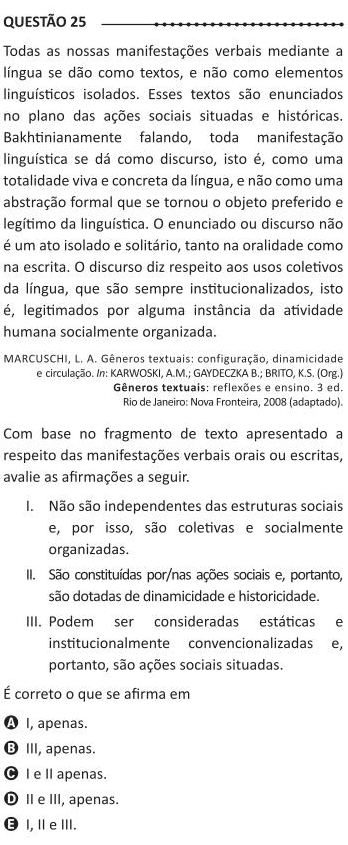 QUESTÃO 25
Todas as nossas manifestações verbais mediante a
língua se dão como textos, e não como elementos
linguísticos isolados. Esses textos são enunciados
no plano das ações sociais situadas e históricas.
Bakhtinianamente falando, toda manifestação
linguística se dá como discurso, isto é, como uma
totalidade viva e concreta da língua, e não como uma
abstração formal que se tornou o objeto preferido e
legítimo da linguística. O enunciado ou discurso não
é um ato isolado e solitário, tanto na oralidade como
na escrita. O discurso diz respeito aos usos coletivos
da língua, que são sempre institucionalizados, isto
é, legitimados por alguma instância da atividade
humana socialmente organizada.
MARCUSCHI, L. A. Gêneros textuais: configuração, dinamicidade
e circulação. In: KARWOSKI, A.M.; GAYDECZKA B.; BRITO, K.S. (Org.)
Gêneros textuais: reflexões e ensino. 3 ed.
Rio de Janeiro: Nova Fronteira, 2008 (adaptado).
Com base no fragmento de texto apresentado a
respeito das manifestações verbais orais ou escritas,
avalie as afirmações a seguir.
I. Não são independentes das estruturas sociais
e, por isso, são coletivas e socialmente
organizadas.
II. São constituídas por/nas ações sociais e, portanto,
são dotadas de dinamicidade e historicidade.
III. Podem ser consideradas estáticas e
institucionalmente convencionalizadas e,
portanto, são ações sociais situadas.
É correto o que se afirma em
A I, apenas.
B III, apenas.
C I e II apenas.
D II e III, apenas.
E I, II e III.